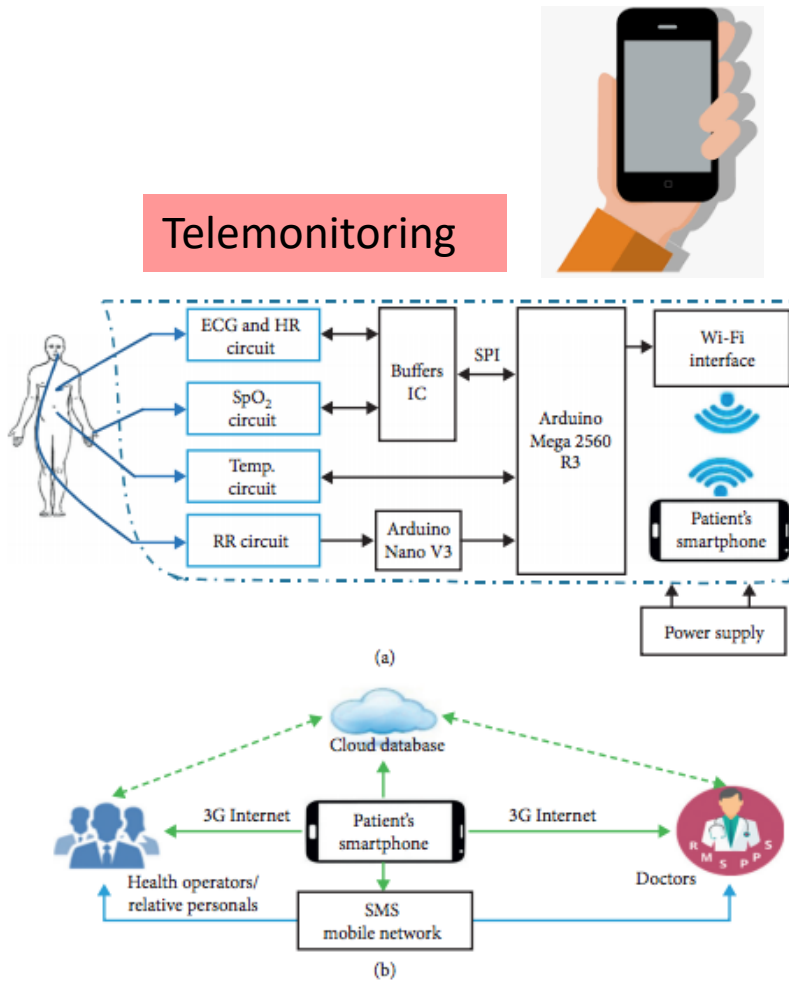 Telemonitoring
ECG and HR
circuit
SpO₂
circuit
Temp.
circuit
RR circuit
Buffers
IC
SPI
Arduino
Nano V3
Arduino
Mega 2560
R3
Wi-Fi
interface
Patient's
smartphone
Power supply
(a)
Cloud database
3G Internet
Patient's
smartphone
3G Internet
R M S P P S
Health operators/
relative personals
Doctors
SMS
mobile network
(b)